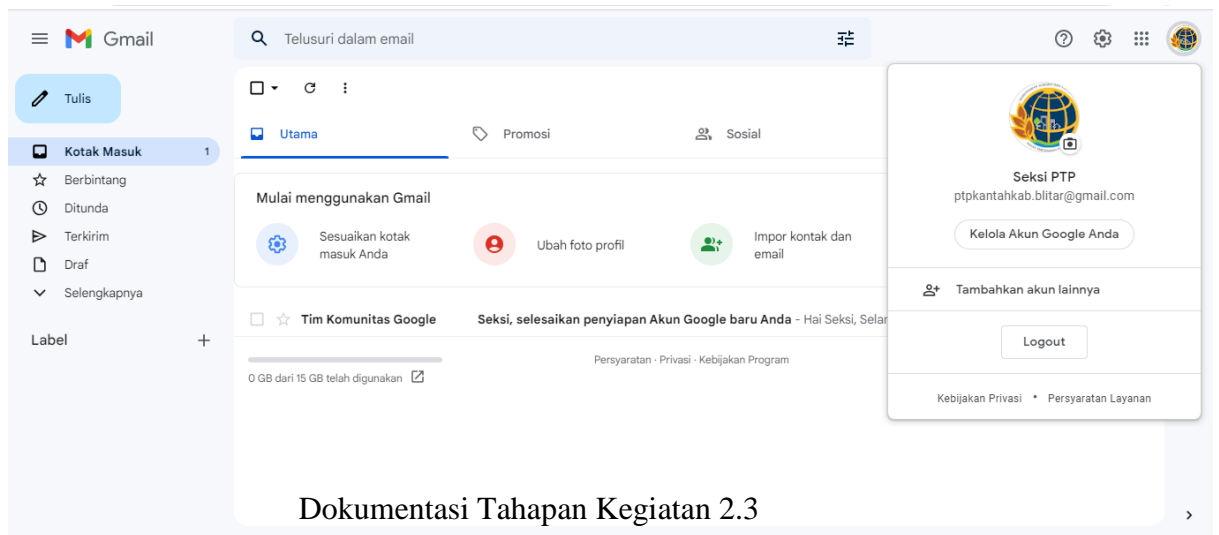 Gmail
Telusuri dalam email
Tulis
Kotak Masuk 1
Berbintang
Ditunda
Terkirim
Draf
Selengkapnya
Label
Utama
Promosi
Sosial
Mulai menggunakan Gmail
Sesuaikan kotak
masuk Anda
Ubah foto profil
Impor kontak dan
email
Tim Komunitas Google Seksi, selesaikan penyiapan Akun Google baru Anda - Hai Seksi, Selar
0 GB dari 15 GB telah digunakan
Persyaratan · Privasi · Kebijakan Program
Seksi PTP
ptpkantahkab.blitar@gmail.com
Kelola Akun Google Anda
Tambahkan akun lainnya
Logout
Kebijakan Privasi • Persyaratan Layanan
Dokumentasi Tahapan Kegiatan 2.3